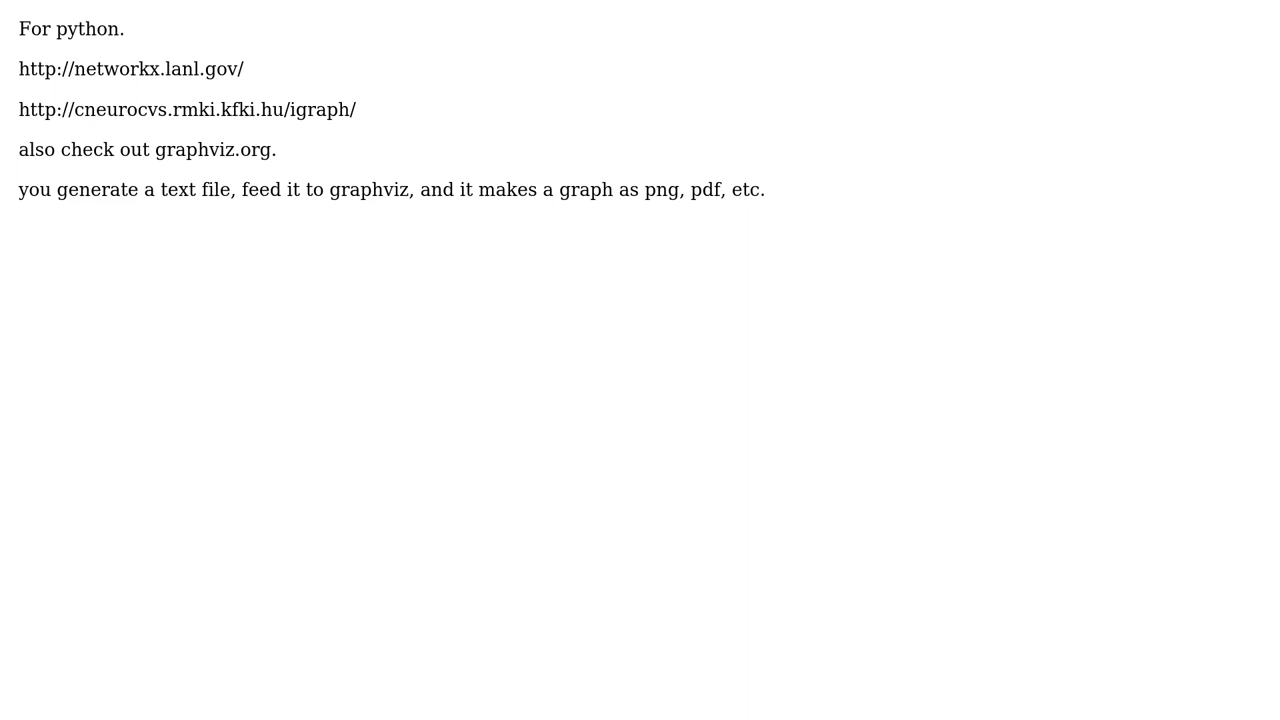 For python.
http://networkx.lanl.gov/
http://cneurocvs.rmki.kfki.hu/igraph/
also check out graphviz.org.
you generate a text file, feed it to graphviz, and it makes a graph as png, pdf, etc.